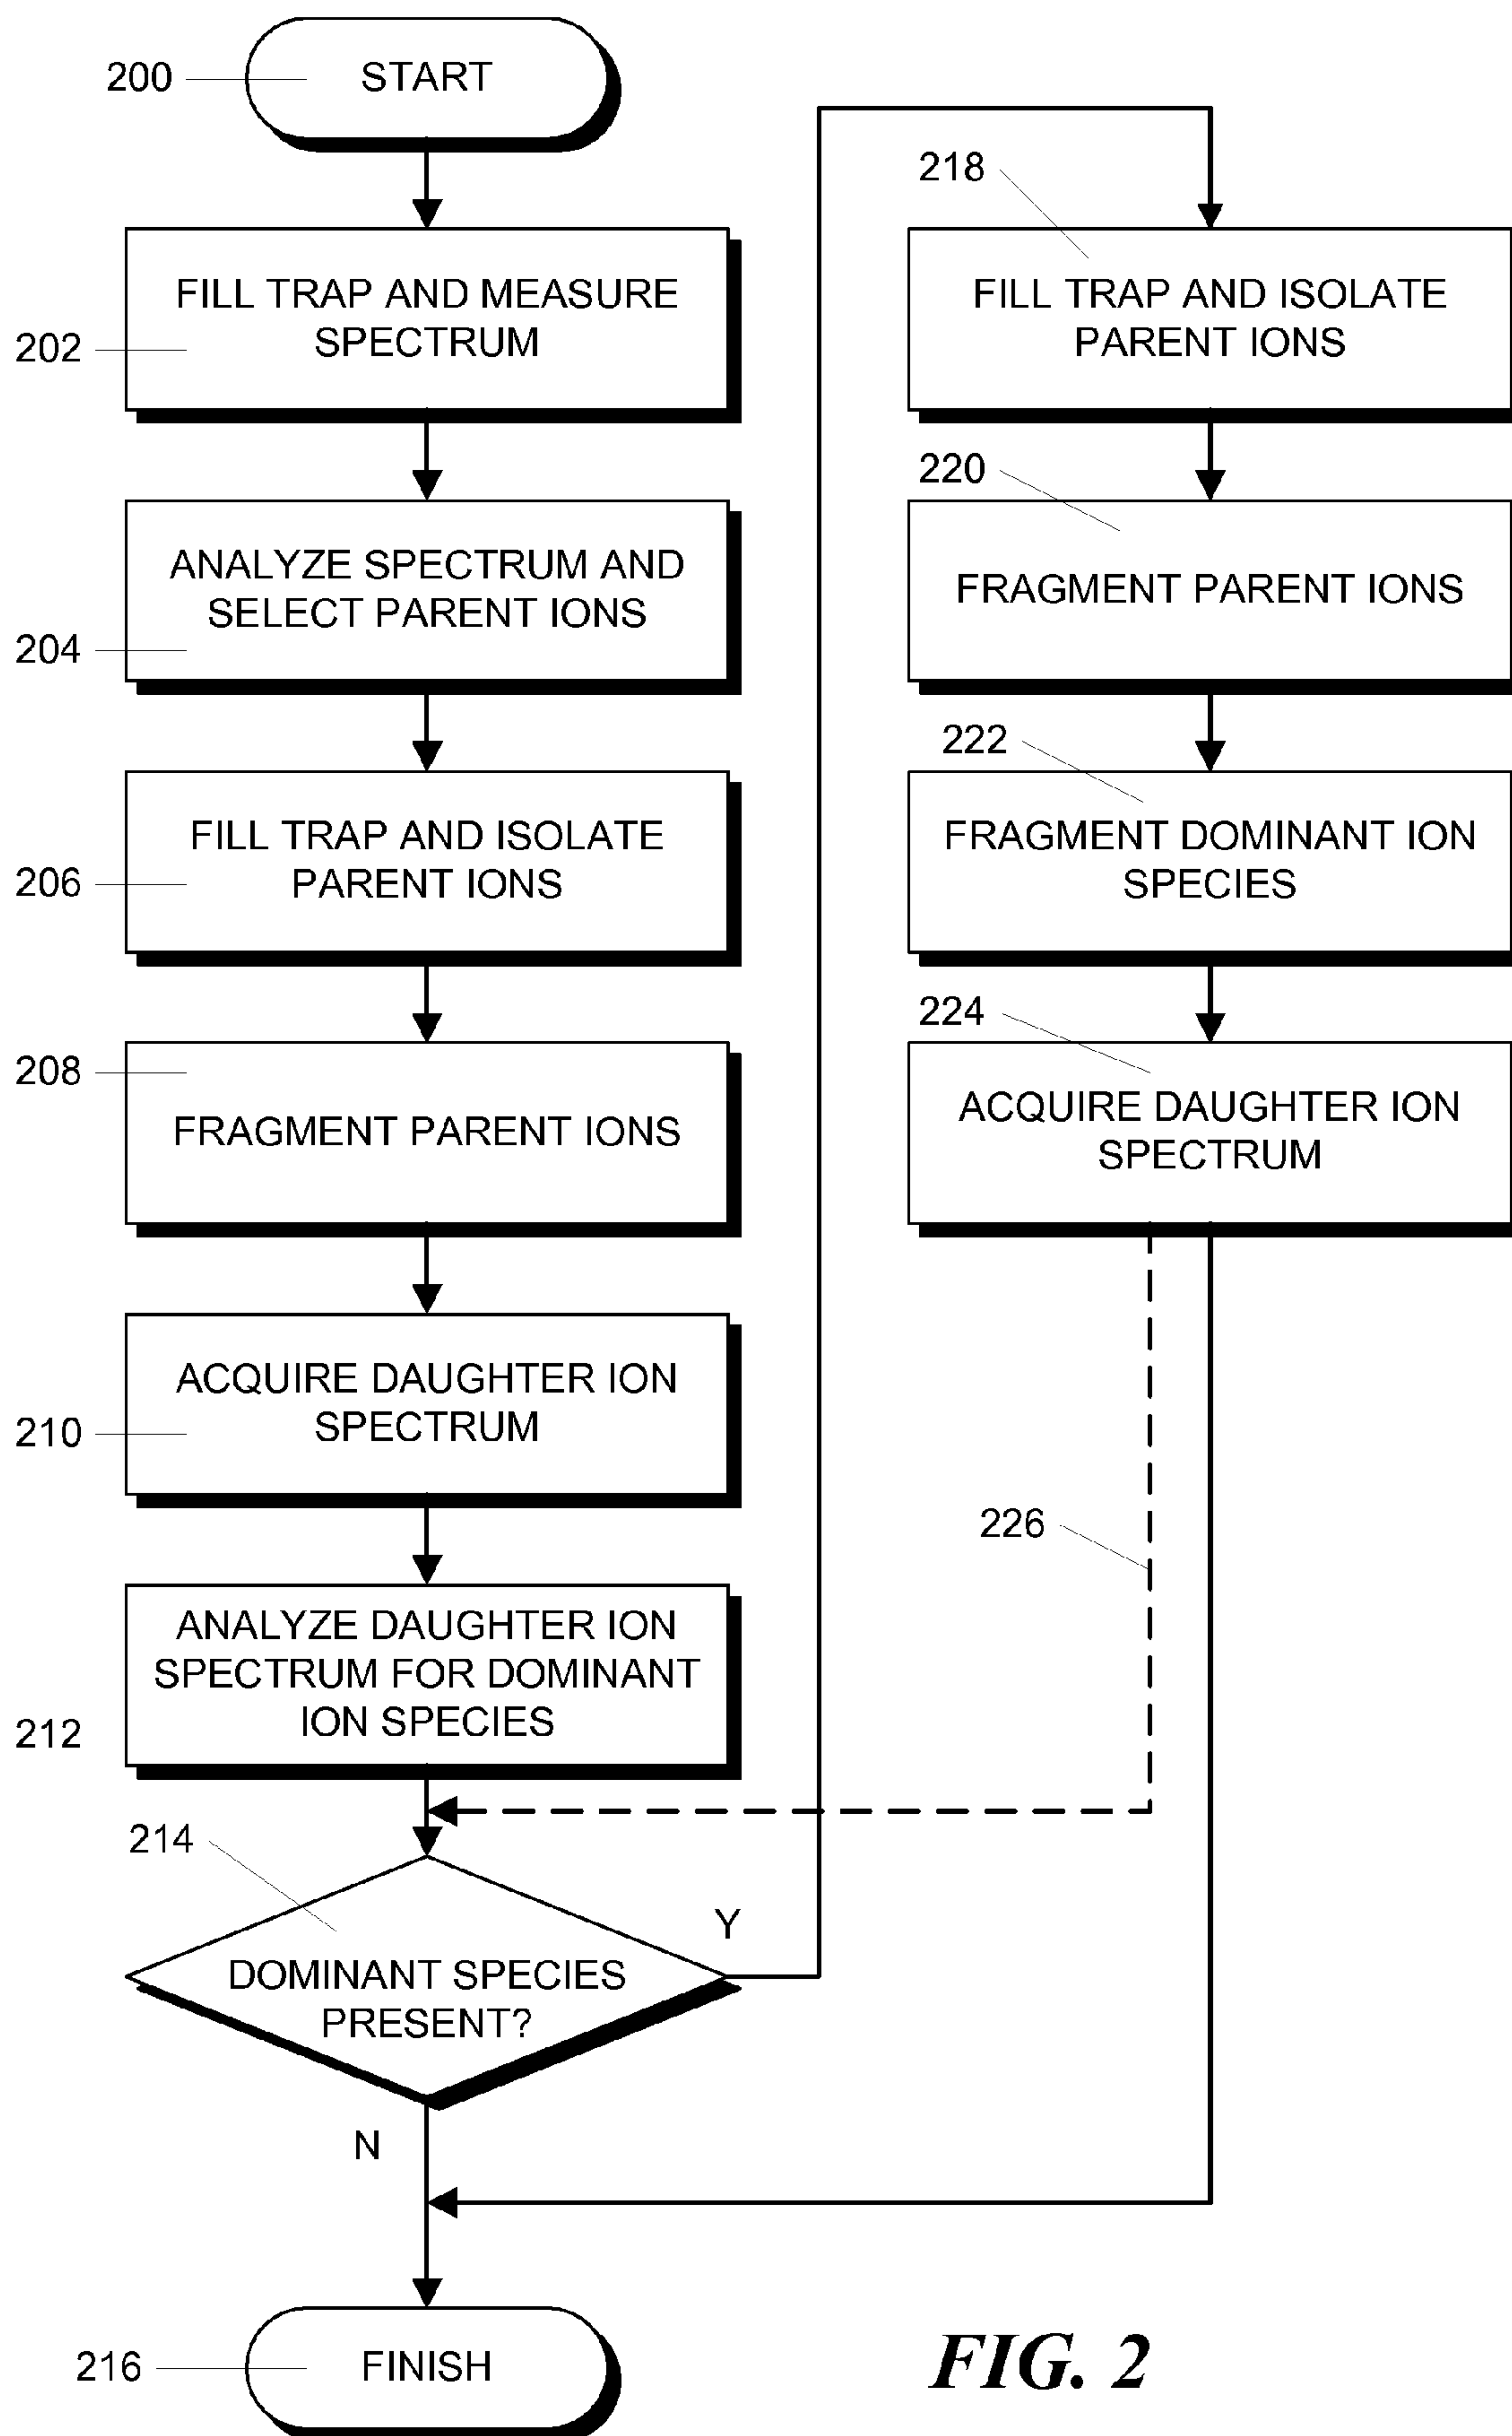 200
START
202
FILL TRAP AND MEASURE
SPECTRUM
204
ANALYZE SPECTRUM AND
SELECT PARENT IONS
206
FILL TRAP AND ISOLATE
PARENT IONS
208
FRAGMENT PARENT IONS
210
ACQUIRE DAUGHTER ION
SPECTRUM
212
ANALYZE DAUGHTER ION
SPECTRUM FOR DOMINANT
ION SPECIES
214
DOMINANT SPECIES
PRESENT?
Y
N
216
FINISH
218
FILL TRAP AND ISOLATE
PARENT IONS
220
FRAGMENT PARENT IONS
222
FRAGMENT DOMINANT ION
SPECIES
224
ACQUIRE DAUGHTER ION
SPECTRUM
226
FIG. 2